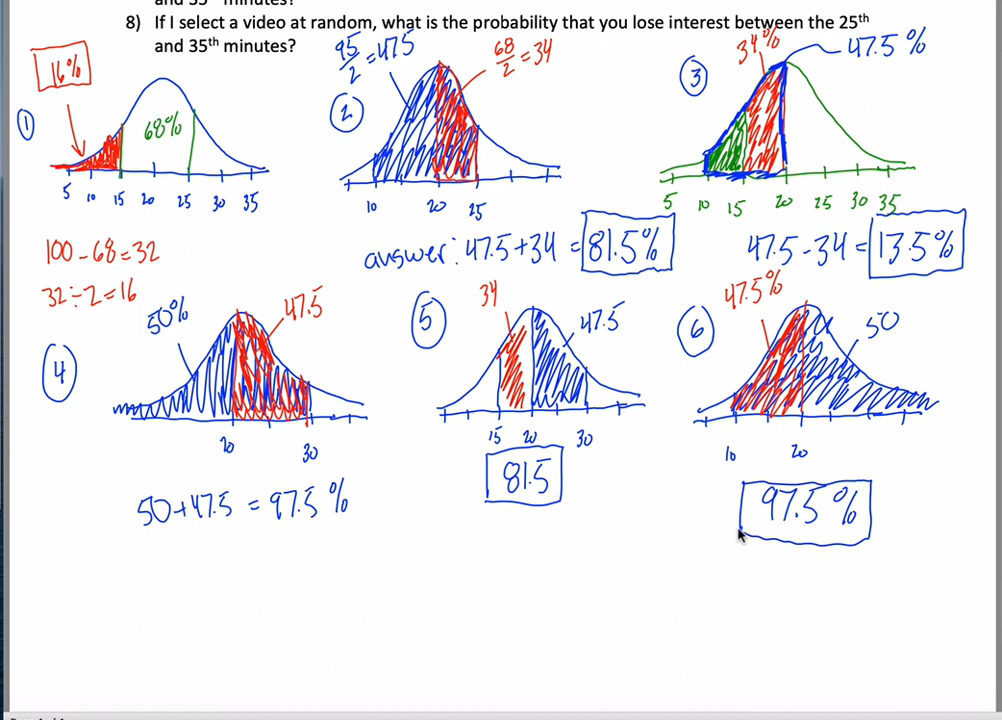 and 35th minutes?
8) If I select a video at random, what is the probability that you lose interest between the 25th
and 35th minutes?
16%
1
68%
5 10 15 20 25 30 35
100 - 68 = 32
32 ÷ 2 = 16
2
95/2 = 47.5
68/2 = 34
10 20 25
answer: 47.5 + 34 = 81.5%
3
34%
47.5 %
5 10 15 20 25 30 35
47.5 - 34 = 13.5%
4
50%
47.5
20 30
50 + 47.5 = 97.5 %
5
34
47.5
15 20 30
81.5
6
47.5%
50
10 20
97.5 %